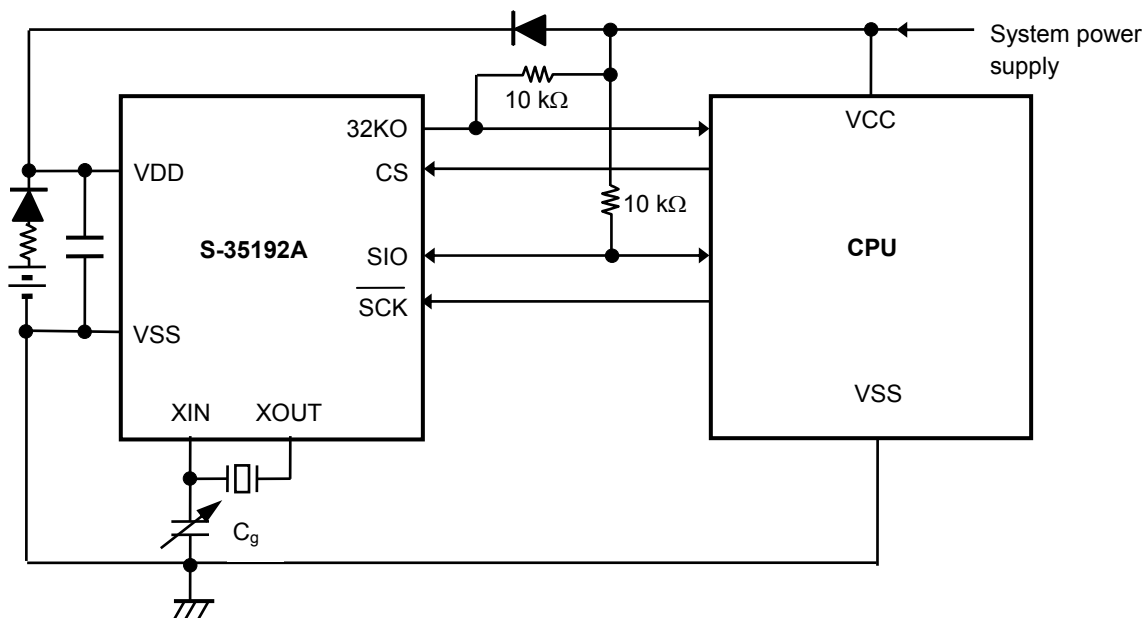 System power
supply
10 kΩ
32KO
VCC
VDD
CS
10 kΩ
S-35192A
SIO
CPU
SCK
VSS
XIN XOUT
VSS
Cg